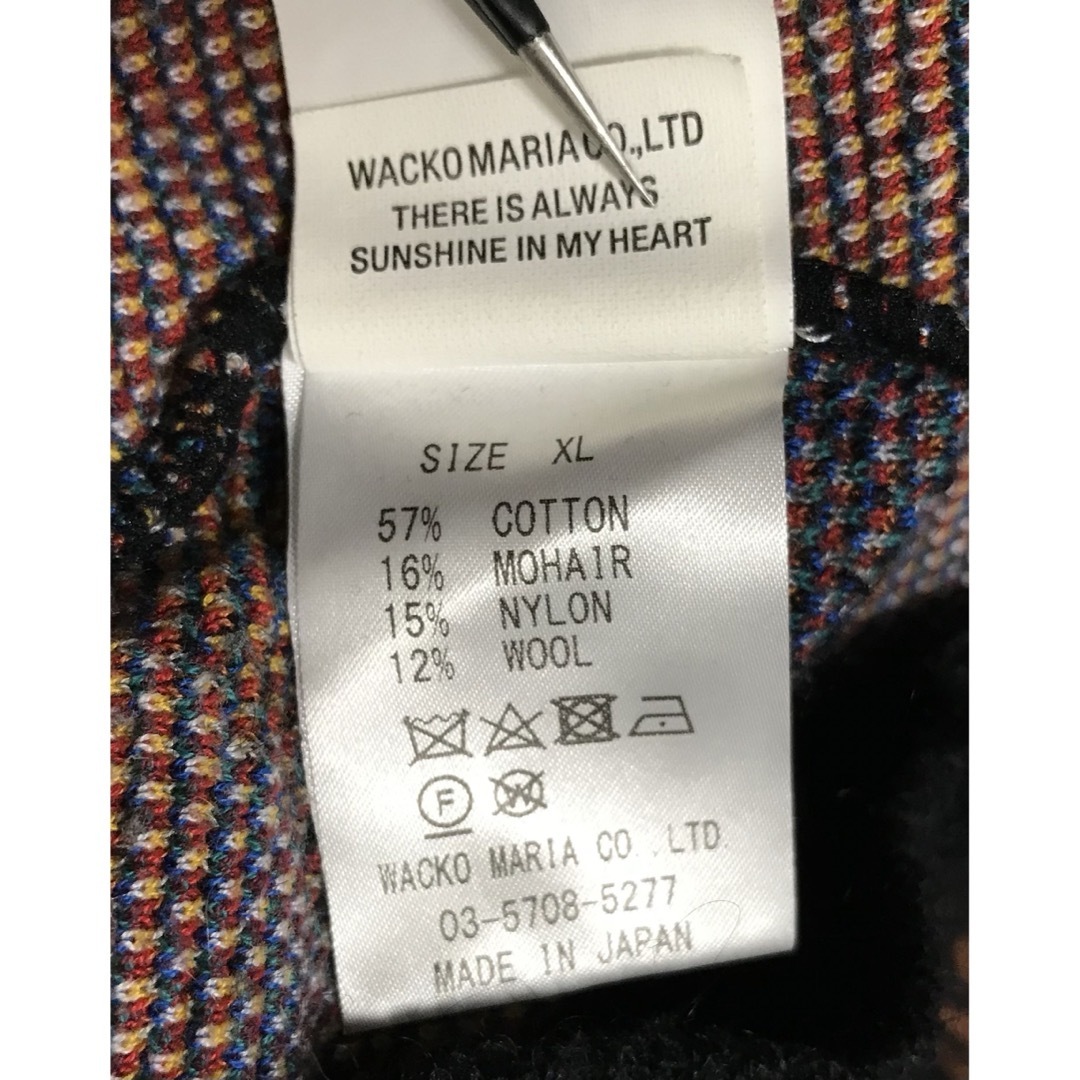 WACKO MARIA CO.,LTD
THERE IS ALWAYS
SUNSHINE IN MY HEART
SIZE XL
57% COTTON
16% MOHAIR
15% NYLON
12% WOOL
F W
WACKO MARIA CO.,LTD.
03-5708-5277
MADE IN JAPAN